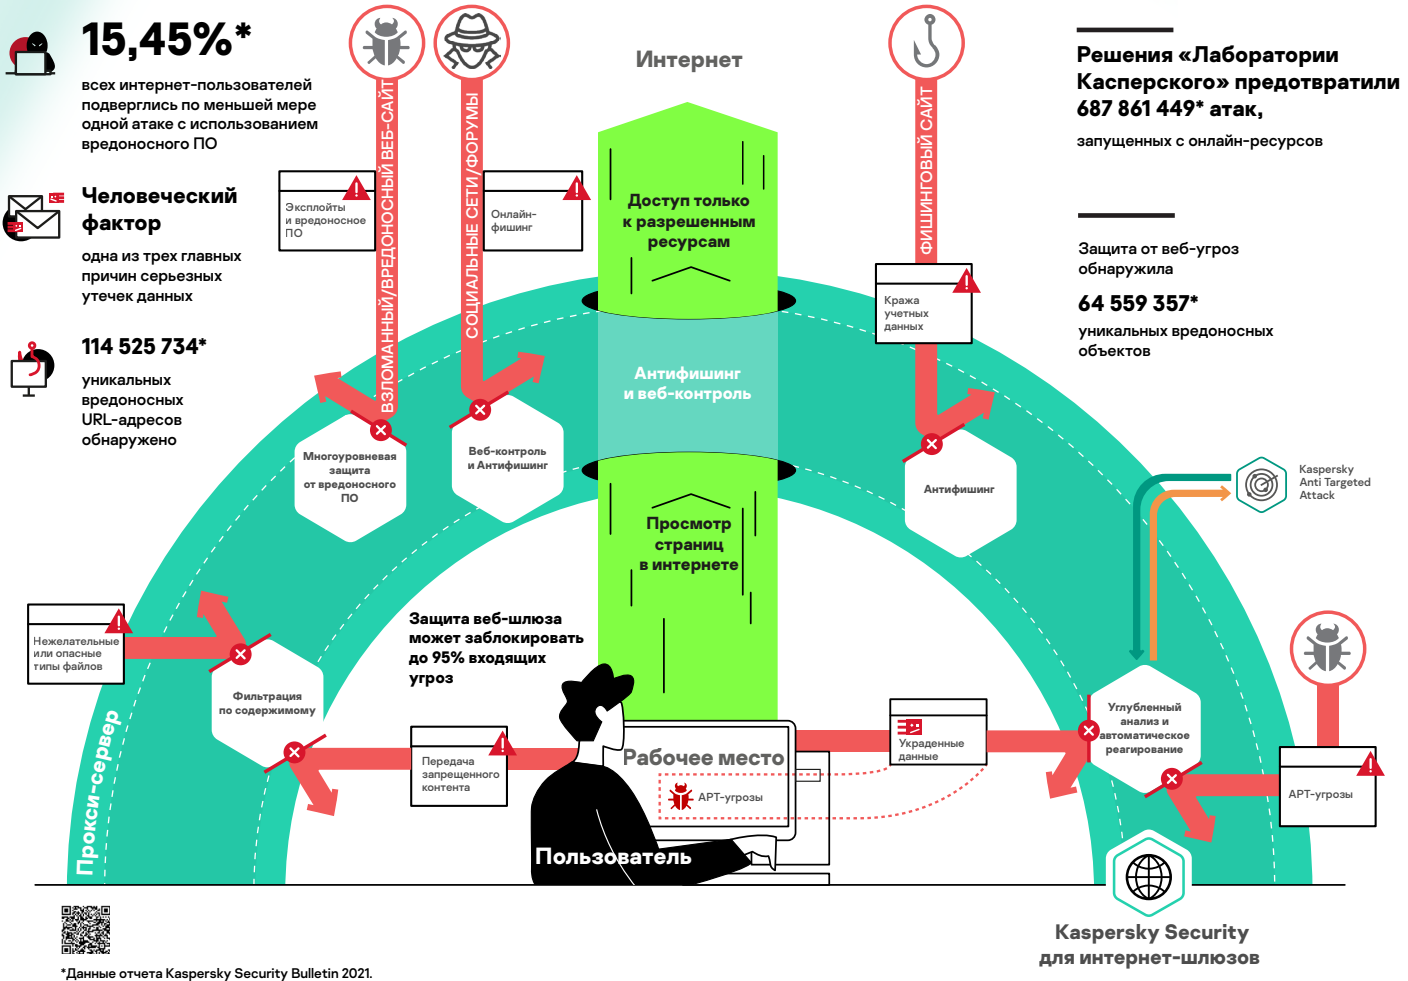 15,45%*
всех интернет-пользователей
подверглись по меньшей мере
одной атаке с использованием
вредоносного ПО
Человеческий
фактор
одна из трех главных
причин серьезных
утечек данных
114 525 734*
уникальных
вредоносных
URL-адресов
обнаружено
ВЗЛОМАННЫЙ/ВРЕДОНОСНЫЙ ВЕБ-САЙТ
СОЦИАЛЬНЫЕ СЕТИ/ФОРУМЫ
Эксплойты
и вредоносное
ПО
Онлайн-
фишинг
Интернет
Доступ только
к разрешенным
ресурсам
Антифишинг
и веб-контроль
Просмотр
страниц
в интернете
ФИШИНГОВЫЙ САЙТ
Кража
учетных
данных
Решения «Лаборатории
Касперского» предотвратили
687 861 449* атак,
запущенных с онлайн-ресурсов
Защита от веб-угроз
обнаружила
64 559 357*
уникальных вредоносных
объектов
Многоуровневая
защита
от вредоносного
ПО
Веб-контроль
и Антифишинг
Антифишинг
Kaspersky
Anti Targeted
Attack
Нежелательные
или опасные
типы файлов
Фильтрация
по содержимому
Защита веб-шлюза
может заблокировать
до 95% входящих
угроз
Передача
запрещенного
контента
Рабочее место
АРТ-угрозы
Украденные
данные
Углубленный
анализ и
автоматическое
реагирование
АРТ-угрозы
Прокси-сервер
Пользователь
Kaspersky Security
для интернет-шлюзов
*Данные отчета Kaspersky Security Bulletin 2021.